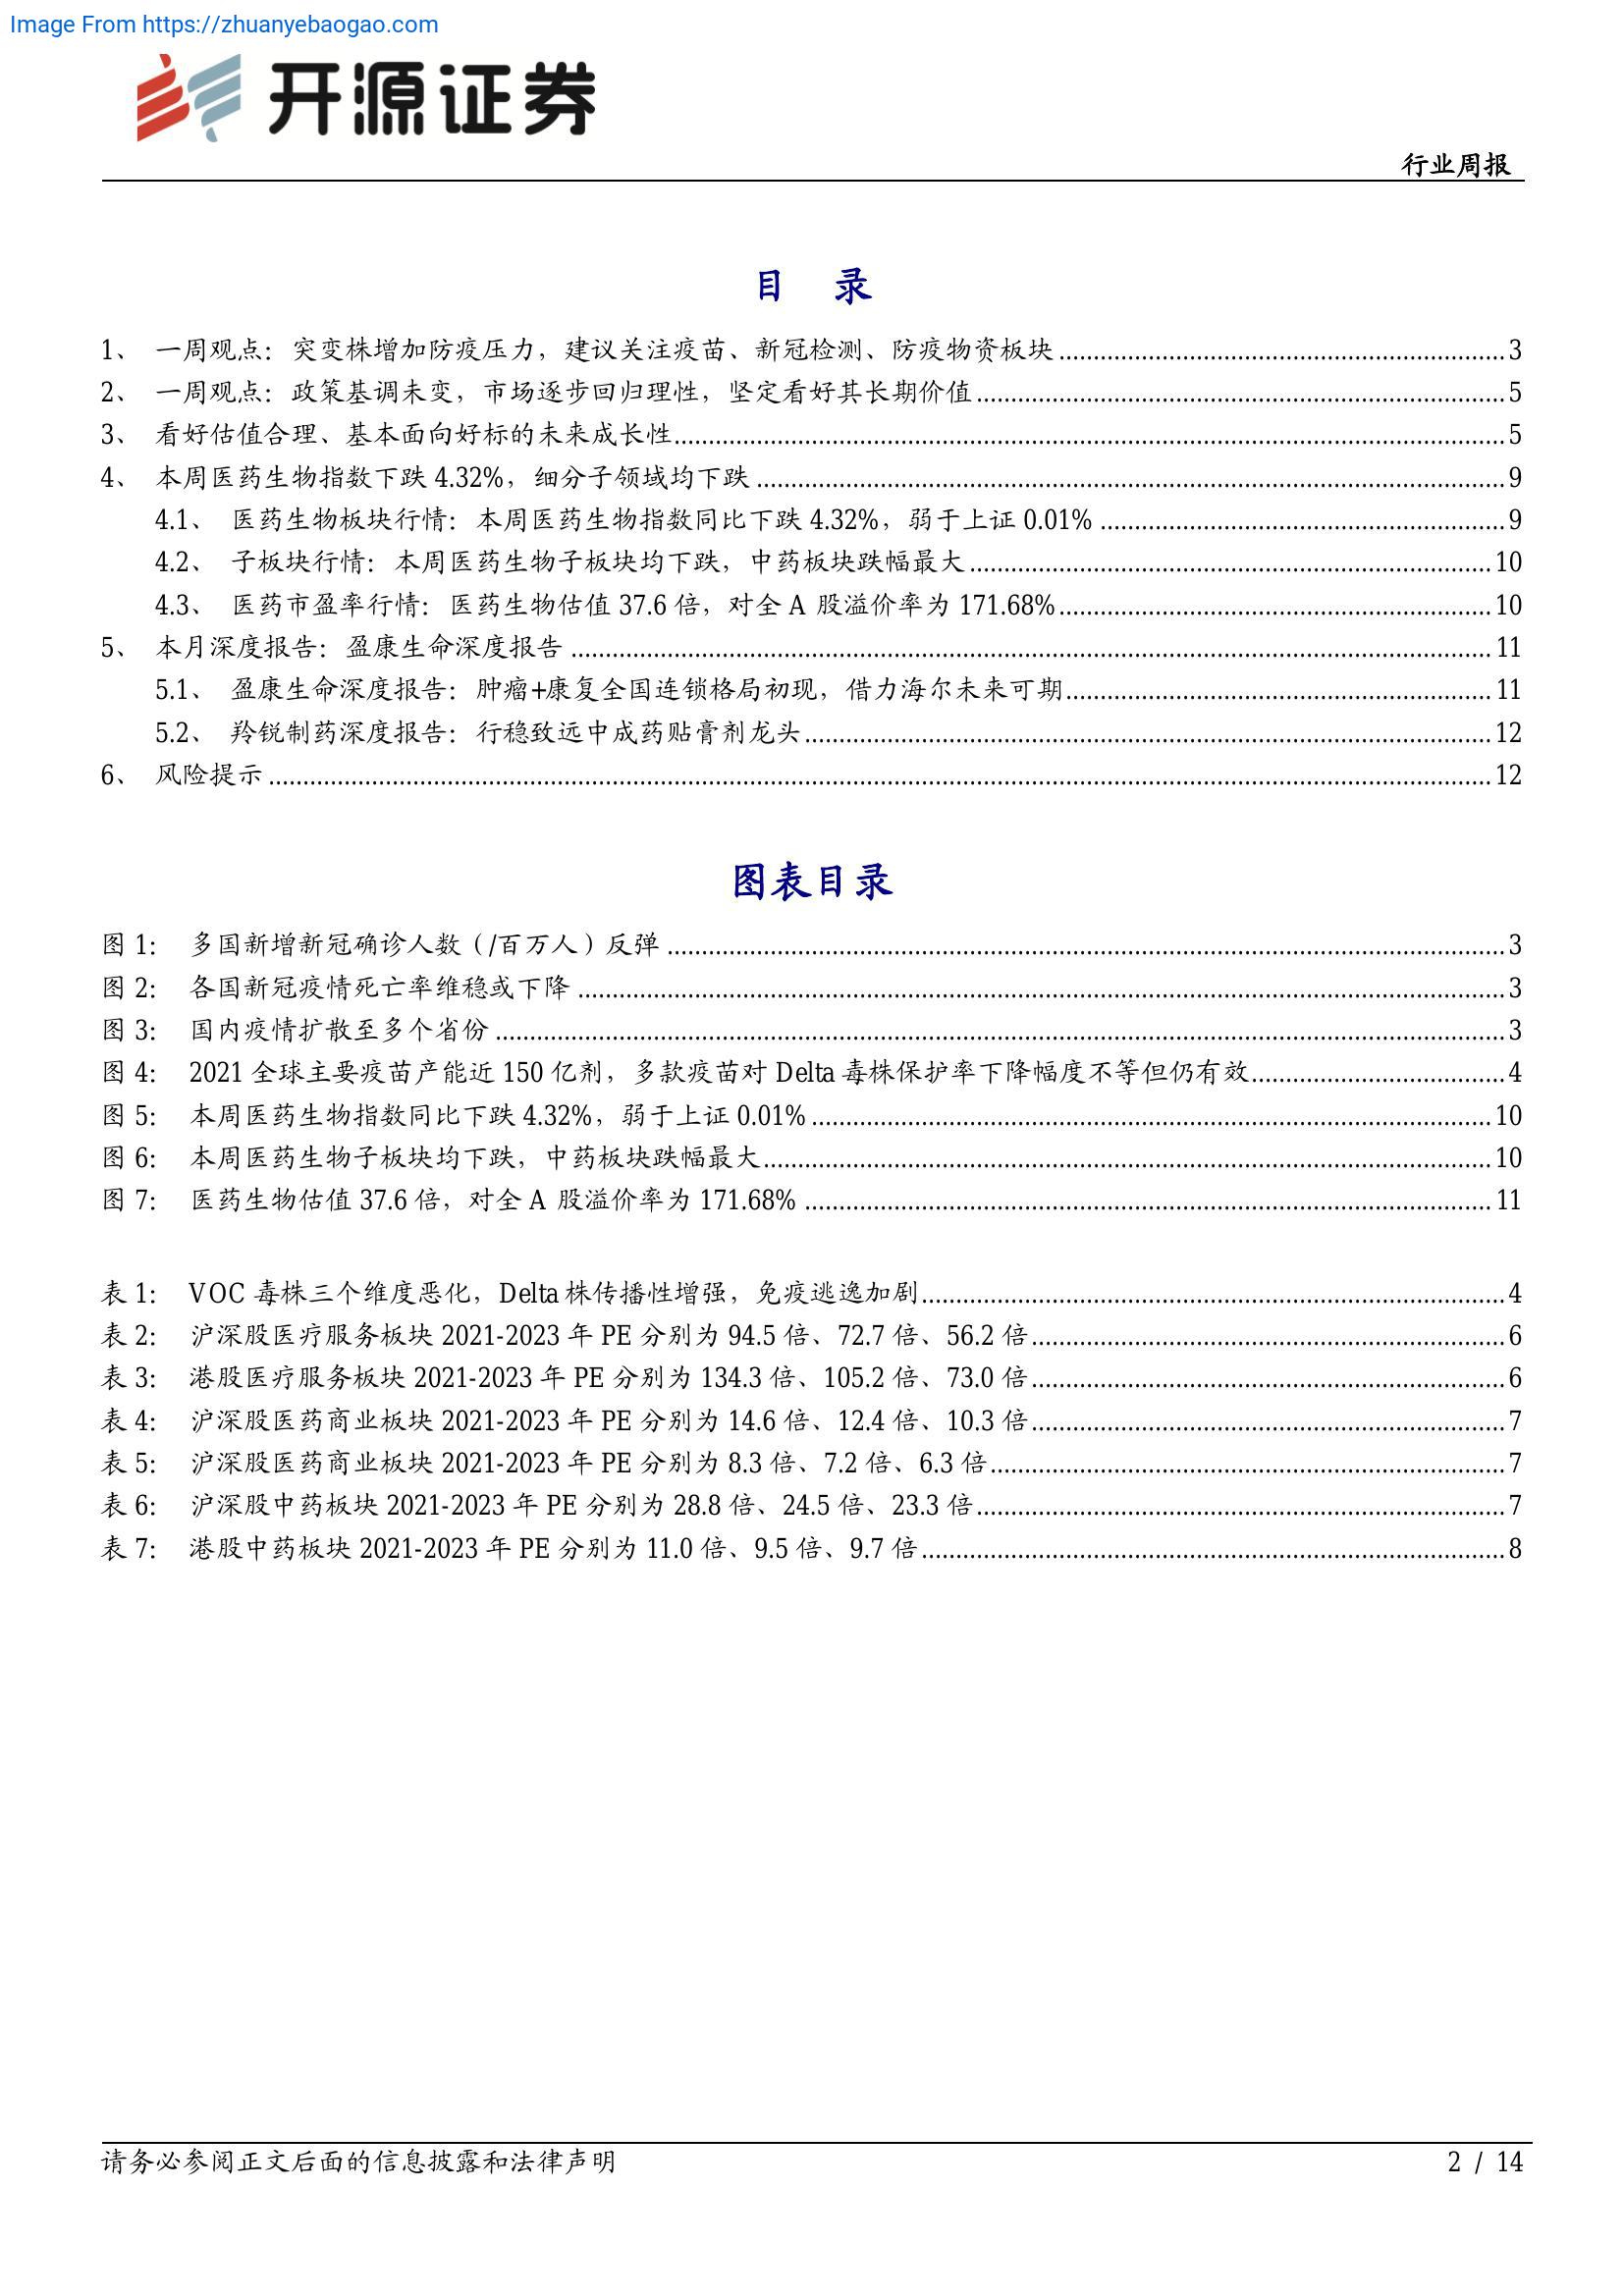 Image From https://zhuanyebaogao.com
开源证券
行业周报
目 录
1、 一周观点：突变株增加防疫压力，建议关注疫苗、新冠检测、防疫物资板块 3
2、 一周观点：政策基调未变，市场逐步回归理性，坚定看好其长期价值 5
3、 看好估值合理、基本面向好标的未来成长性 5
4、 本周医药生物指数下跌 4.32%，细分子领域均下跌 9
4.1、 医药生物板块行情：本周医药生物指数同比下跌 4.32%，弱于上证 0.01% 9
4.2、 子板块行情：本周医药生物子板块均下跌，中药板块跌幅最大 10
4.3、 医药市盈率行情：医药生物估值 37.6 倍，对全 A 股溢价率为 171.68% 10
5、 本月深度报告：盈康生命深度报告 11
5.1、 盈康生命深度报告：肿瘤+康复全国连锁格局初现，借力海尔未来可期 11
5.2、 羚锐制药深度报告：行稳致远中成药贴膏剂龙头 12
6、 风险提示 12
图表目录
图 1： 多国新增新冠确诊人数（/百万人）反弹 3
图 2： 各国新冠疫情死亡率维稳或下降 3
图 3： 国内疫情扩散至多个省份 3
图 4： 2021 全球主要疫苗产能近 150 亿剂，多款疫苗对 Delta 毒株保护率下降幅度不等但仍有效 4
图 5： 本周医药生物指数同比下跌 4.32%，弱于上证 0.01% 10
图 6： 本周医药生物子板块均下跌，中药板块跌幅最大 10
图 7： 医药生物估值 37.6 倍，对全 A 股溢价率为 171.68% 11
表 1： VOC 毒株三个维度恶化，Delta 株传播性增强，免疫逃逸加剧 4
表 2： 沪深股医疗服务板块 2021-2023 年 PE 分别为 94.5 倍、72.7 倍、56.2 倍 6
表 3： 港股医疗服务板块 2021-2023 年 PE 分别为 134.3 倍、105.2 倍、73.0 倍 6
表 4： 沪深股医药商业板块 2021-2023 年 PE 分别为 14.6 倍、12.4 倍、10.3 倍 7
表 5： 沪深股医药商业板块 2021-2023 年 PE 分别为 8.3 倍、7.2 倍、6.3 倍 7
表 6： 沪深股中药板块 2021-2023 年 PE 分别为 28.8 倍、24.5 倍、23.3 倍 7
表 7： 港股中药板块 2021-2023 年 PE 分别为 11.0 倍、9.5 倍、9.7 倍 8
请务必参阅正文后面的信息披露和法律声明 2 / 14